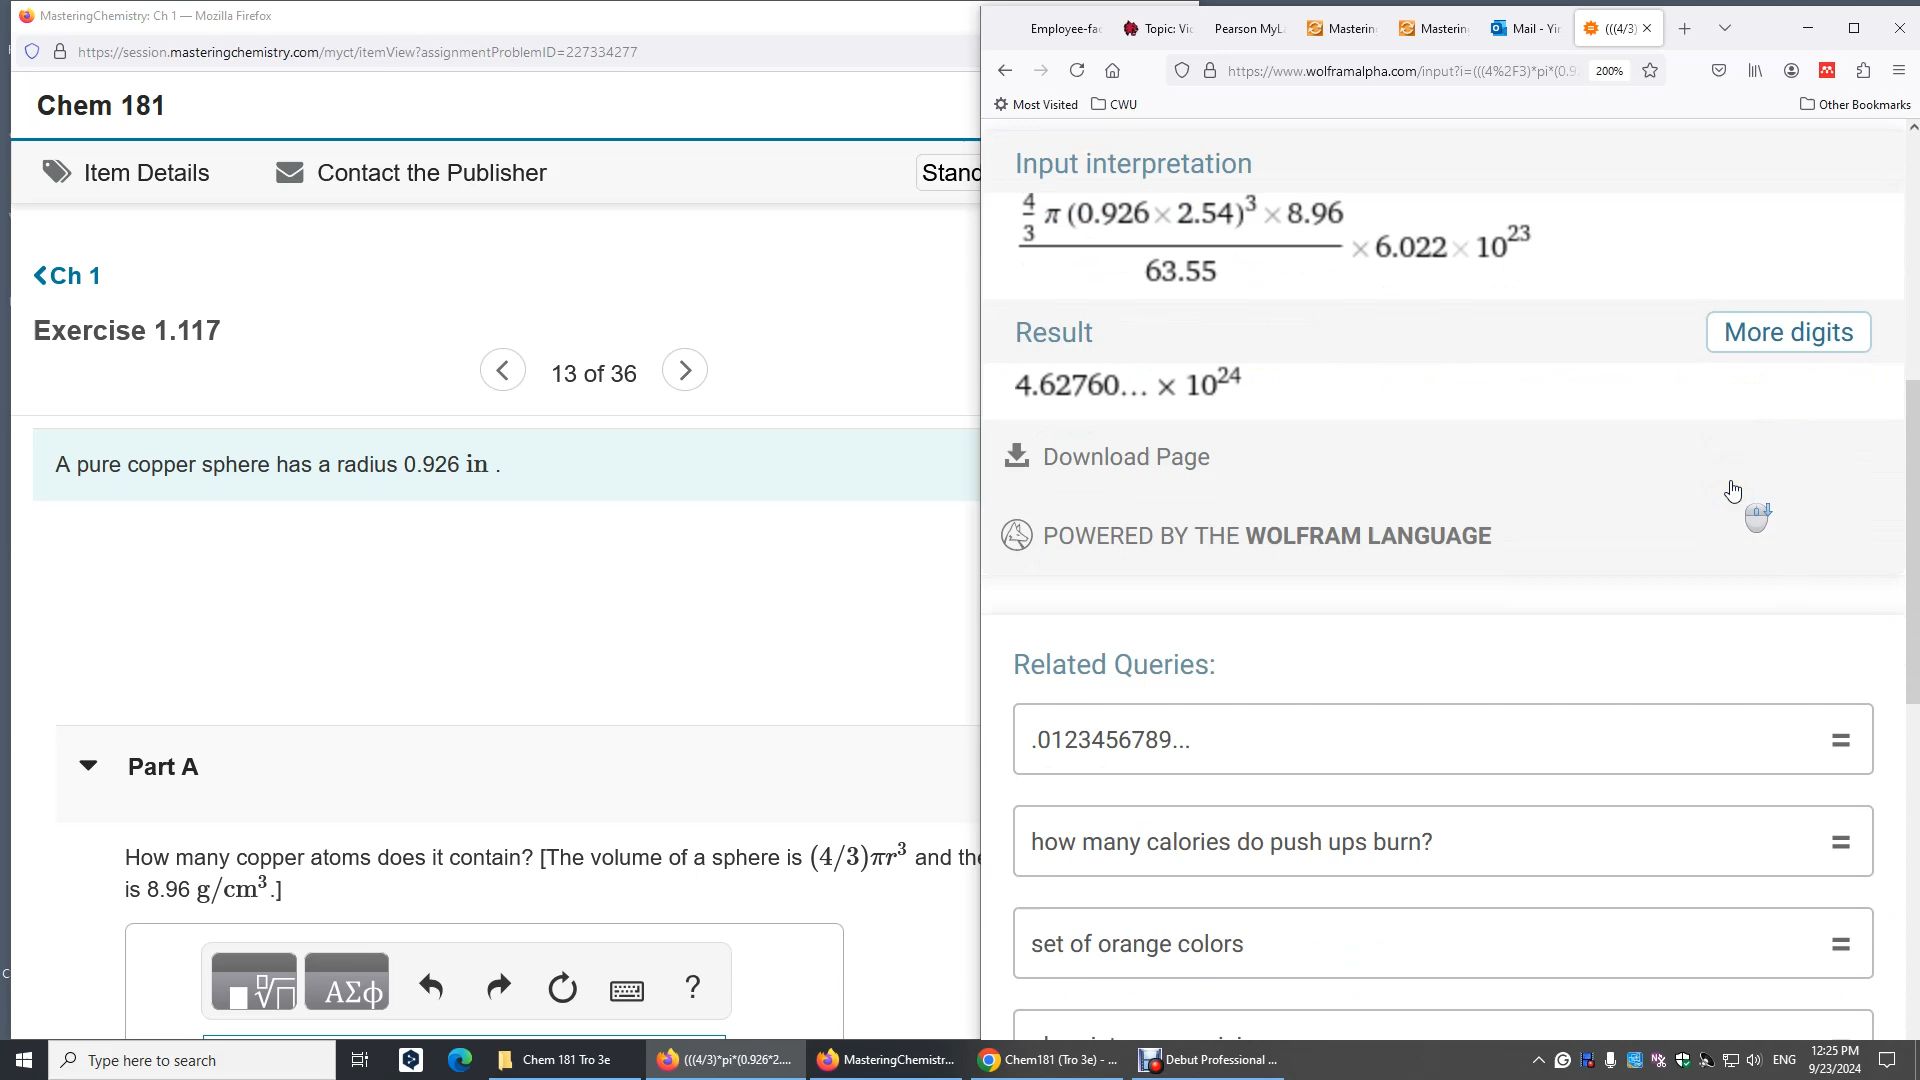 MasteringChemistry: Ch 1 — Mozilla Firefox
https://session.masteringchemistry.com/myct/itemView?assignmentProblemID=227334277
Chem 181
Item Details
Contact the Publisher
Stand
Ch 1
Exercise 1.117
13 of 36
A pure copper sphere has a radius 0.926 in .
Part A
How many copper atoms does it contain? [The volume of a sphere is (4/3)πr³ and the
is 8.96 g/cm³.]
ΑΣφ
?
Employee-fac
Topic: Vi
Pearson MyL
Masterin
Masterin
Mail - Yi
(((4/3)
https://www.wolframalpha.com/input?i=(((4%2F3)*pi*(0.9
200%
Most Visited
CWU
Other Bookmarks
Input interpretation
4/3 π (0.926 × 2.54)³ × 8.96
63.55
× 6.022 × 10²³
Result
More digits
4.62760... × 10²⁴
Download Page
POWERED BY THE WOLFRAM LANGUAGE
Related Queries:
.0123456789...
=
how many calories do push ups burn?
=
set of orange colors
=
Type here to search
Chem 181 Tro 3e
(((4/3)*pi*(0.926*2....
MasteringChemistr...
Chem181 (Tro 3e) - ...
Debut Professional ...
ENG
12:25 PM
9/23/2024